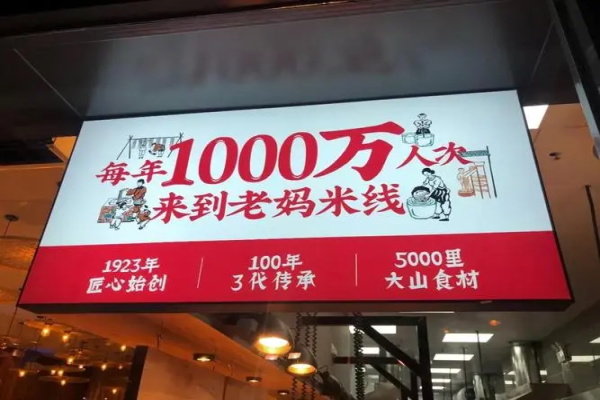 每年1000万人次
来到老妈米线
1923年
匠心始创
100年
3代传承
5000里
大山食材